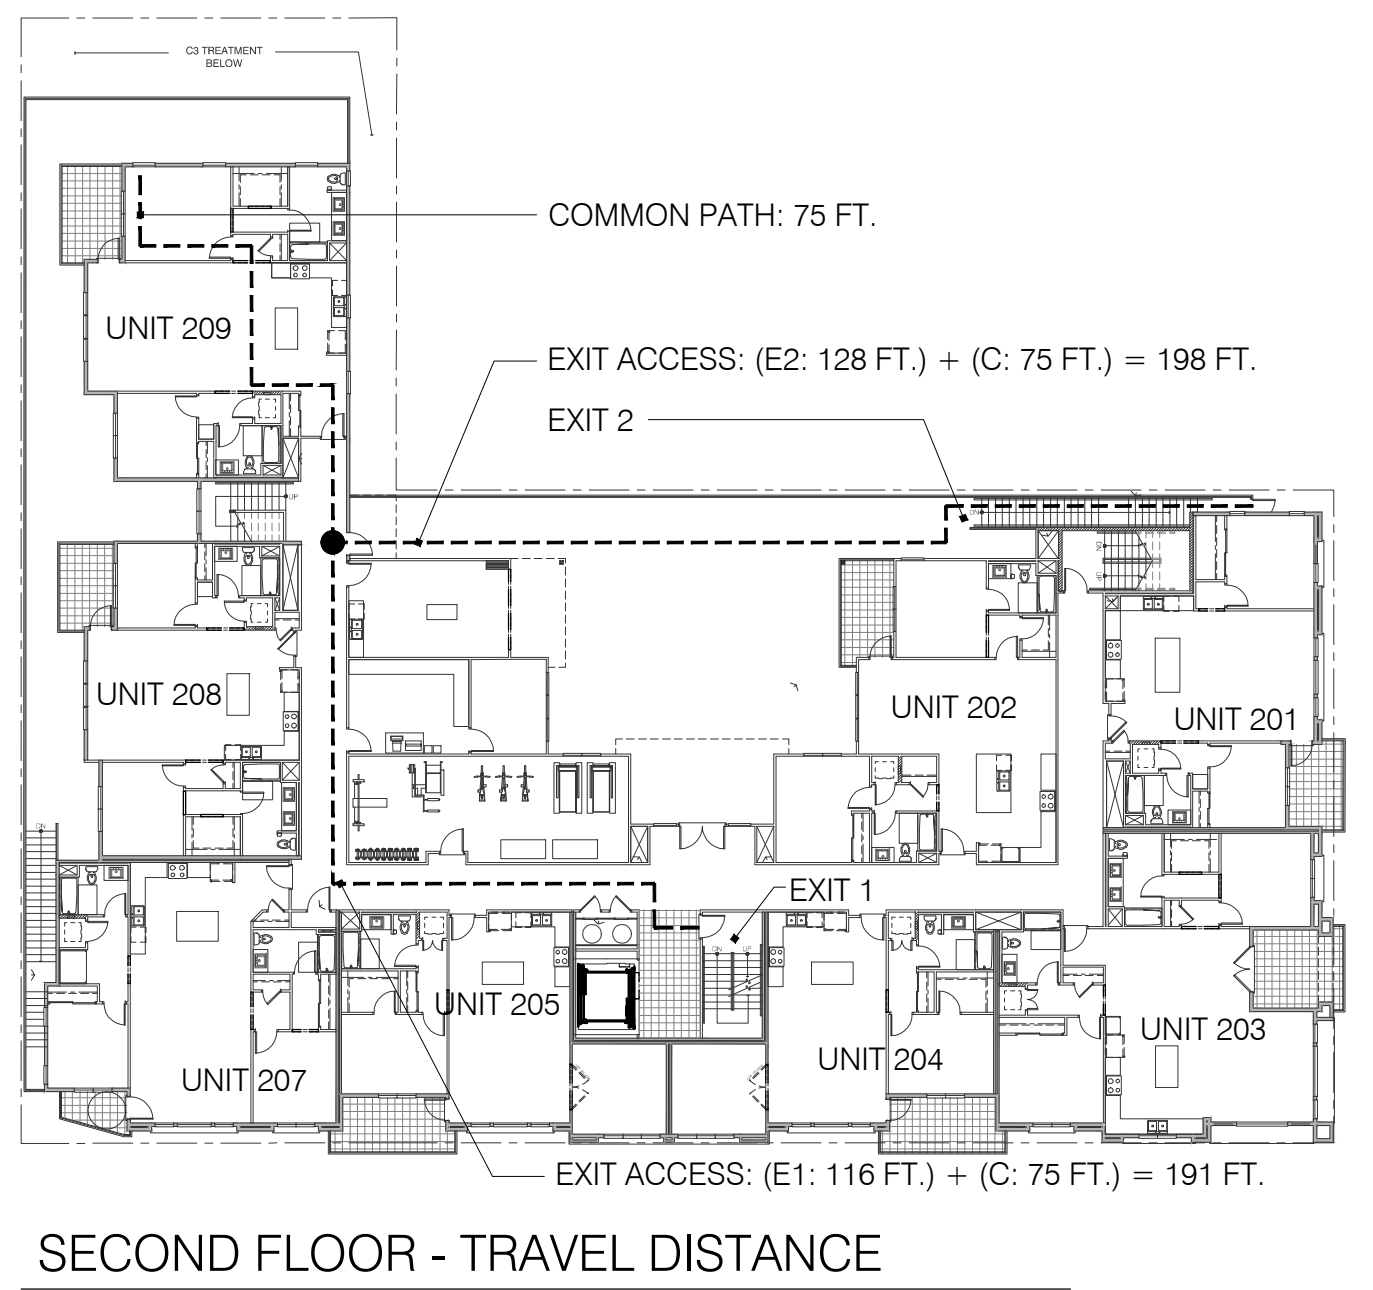 C3 TREATMENT
BELOW
COMMON PATH: 75 FT.
UNIT 209
EXIT ACCESS: (E2: 128 FT.) + (C: 75 FT.) = 198 FT.
EXIT 2
UP
DN
DN
UP
UNIT 208
UNIT 202
UNIT 201
DN
EXIT 1
DN UP
UNIT 205
UNIT 203
UNIT 204
UNIT 207
EXIT ACCESS: (E1: 116 FT.) + (C: 75 FT.) = 191 FT.
SECOND FLOOR - TRAVEL DISTANCE